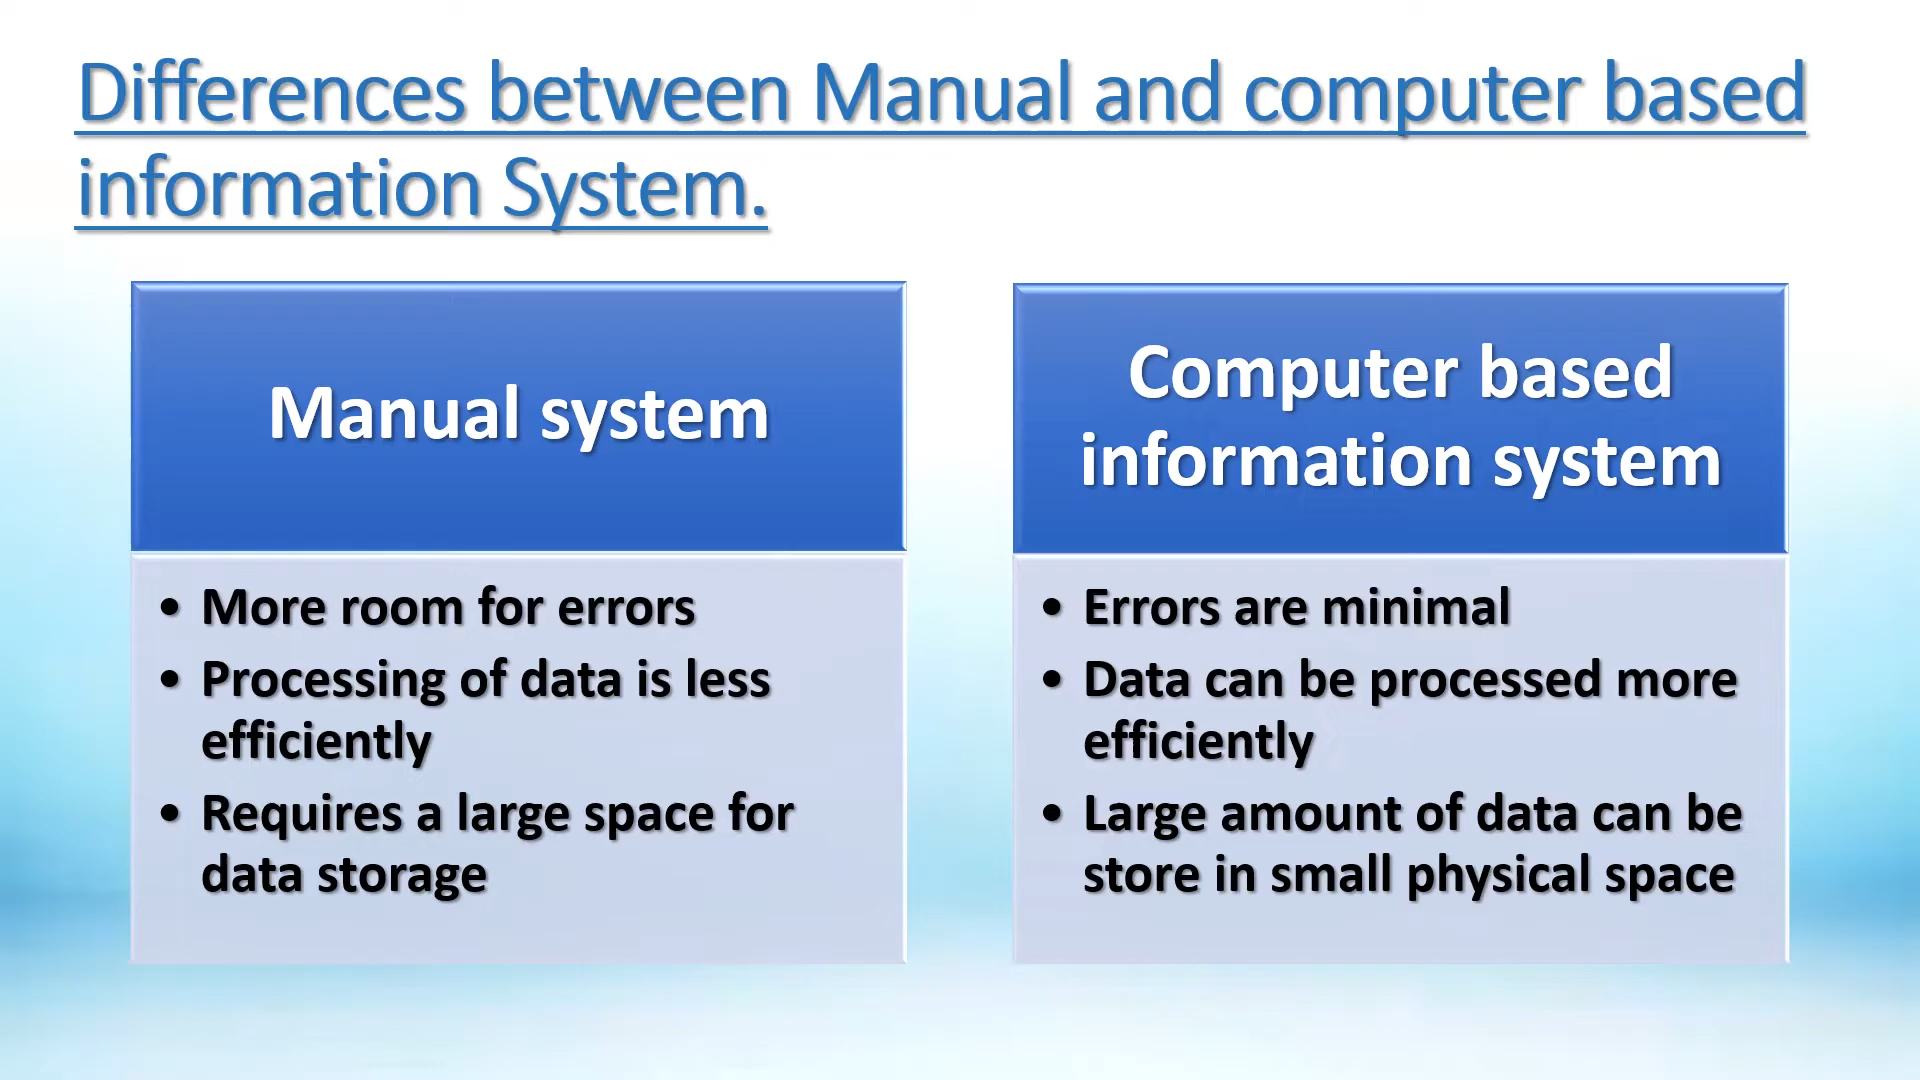 Differences between Manual and computer based
information System.
Manual system
• More room for errors
• Processing of data is less
efficiently
• Requires a large space for
data storage
Computer based
information system
• Errors are minimal
• Data can be processed more
efficiently
• Large amount of data can be
store in small physical space